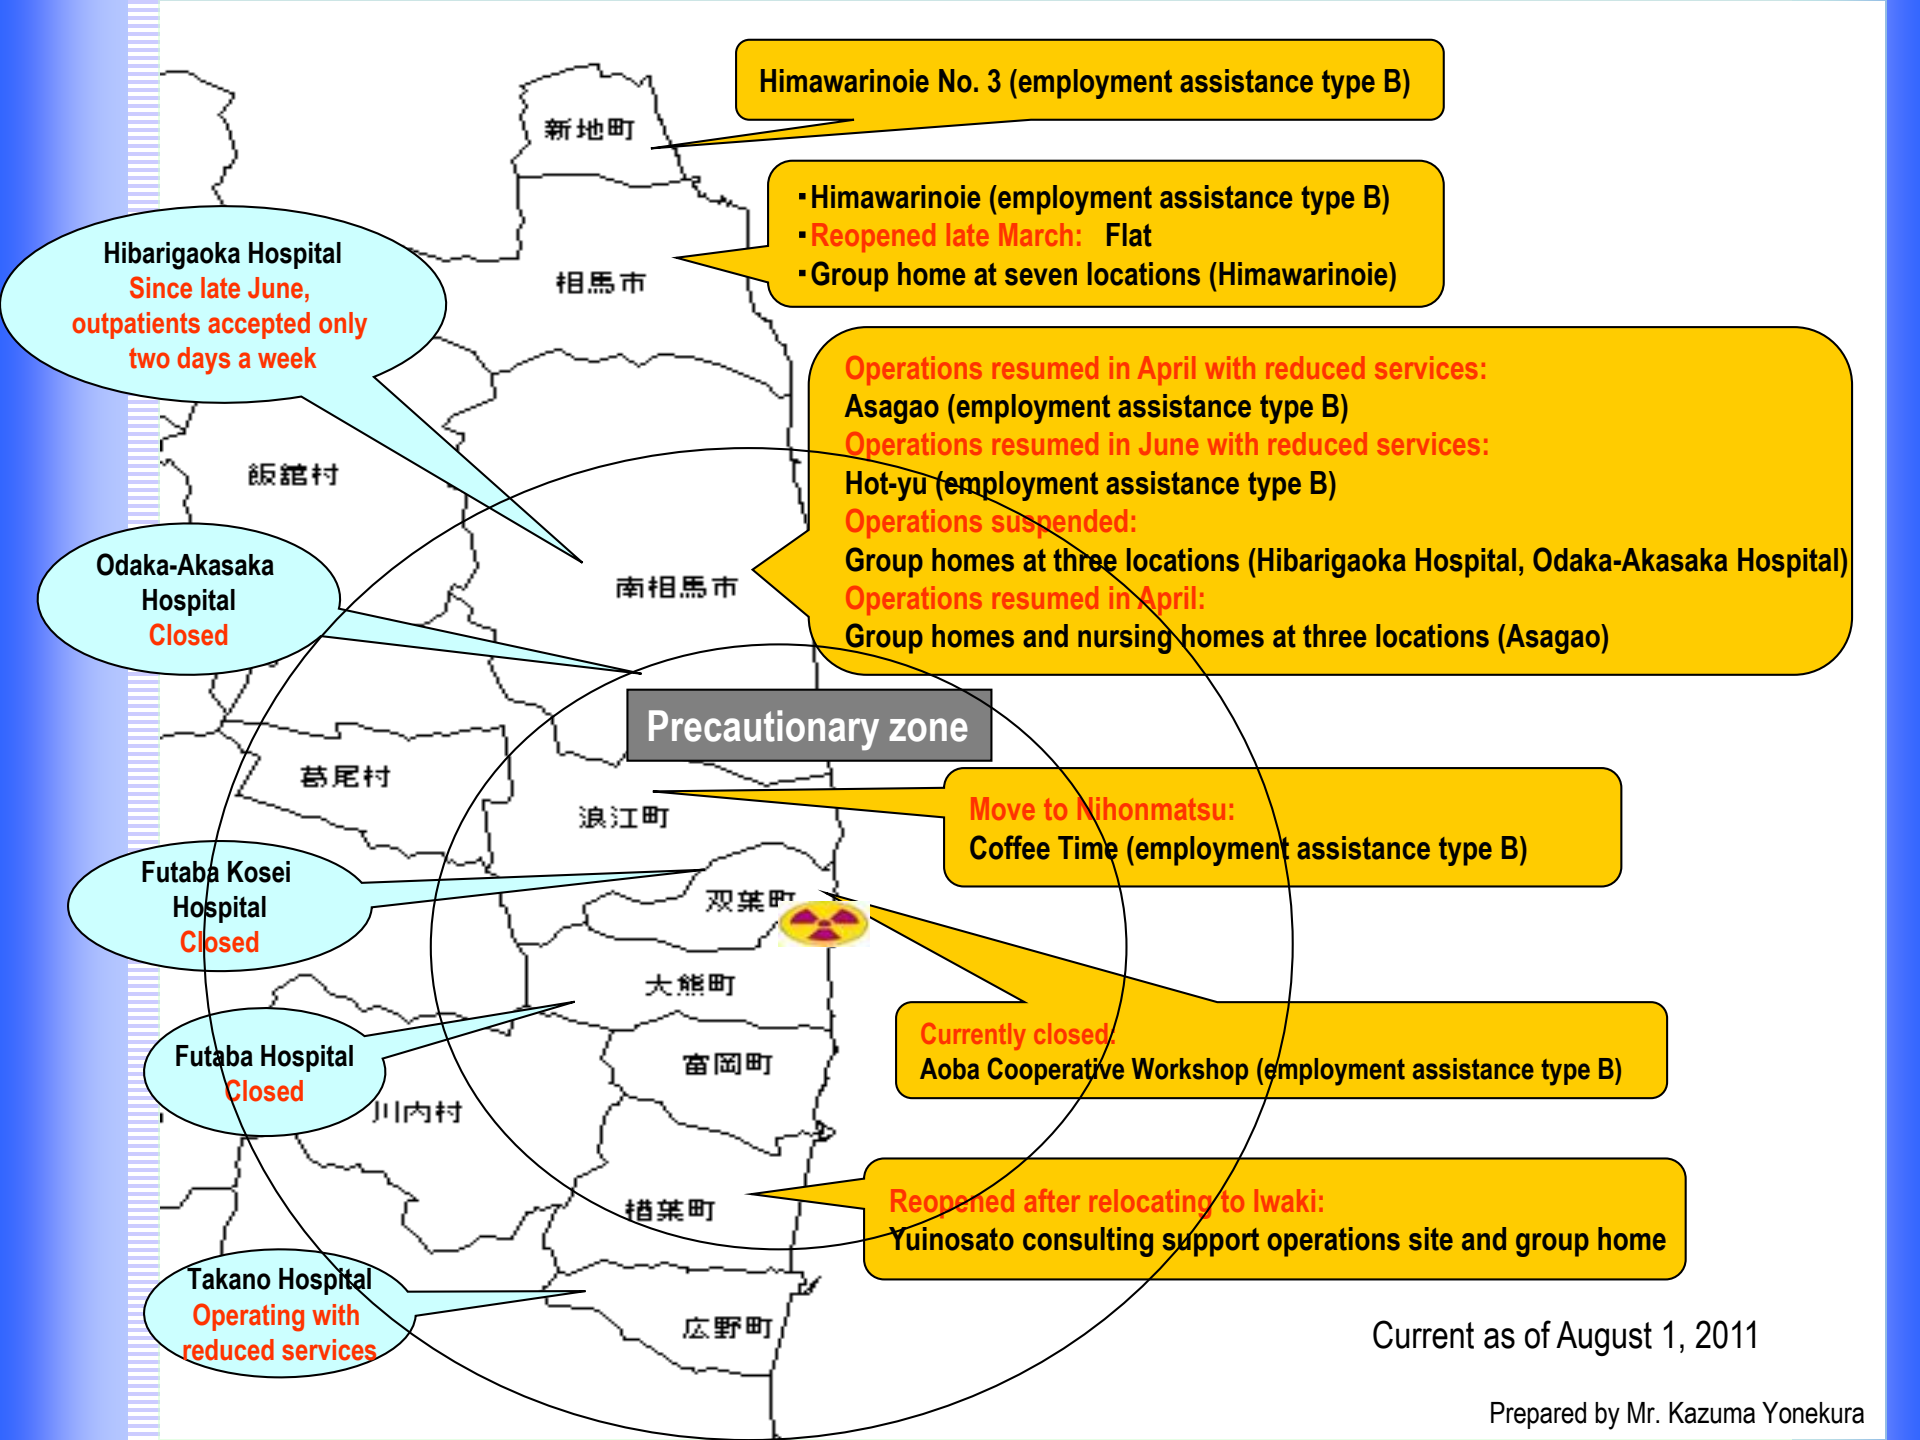 Himawarinoie No. 3 (employment assistance type B)
新地町
・Himawarinoie (employment assistance type B)
・Reopened late March: Flat
・Group home at seven locations (Himawarinoie)
相馬市
Hibarigaoka Hospital
Since late June,
outpatients accepted only
two days a week
Operations resumed in April with reduced services:
Asagao (employment assistance type B)
Operations resumed in June with reduced services:
Hot-yu (employment assistance type B)
Operations suspended:
Group homes at three locations (Hibarigaoka Hospital, Odaka-Akasaka Hospital)
Operations resumed in April:
Group homes and nursing homes at three locations (Asagao)
飯舘村
南相馬市
Odaka-Akasaka
Hospital
Closed
Precautionary zone
葛尾村
浪江町
Move to Nihonmatsu:
Coffee Time (employment assistance type B)
Futaba Kosei
Hospital
Closed
双葉町
大熊町
Currently closed:
Aoba Cooperative Workshop (employment assistance type B)
Futaba Hospital
Closed
富岡町
川内村
楢葉町
Reopened after relocating to Iwaki:
Yuinosato consulting support operations site and group home
Takano Hospital
Operating with
reduced services
広野町
Current as of August 1, 2011
Prepared by Mr. Kazuma Yonekura